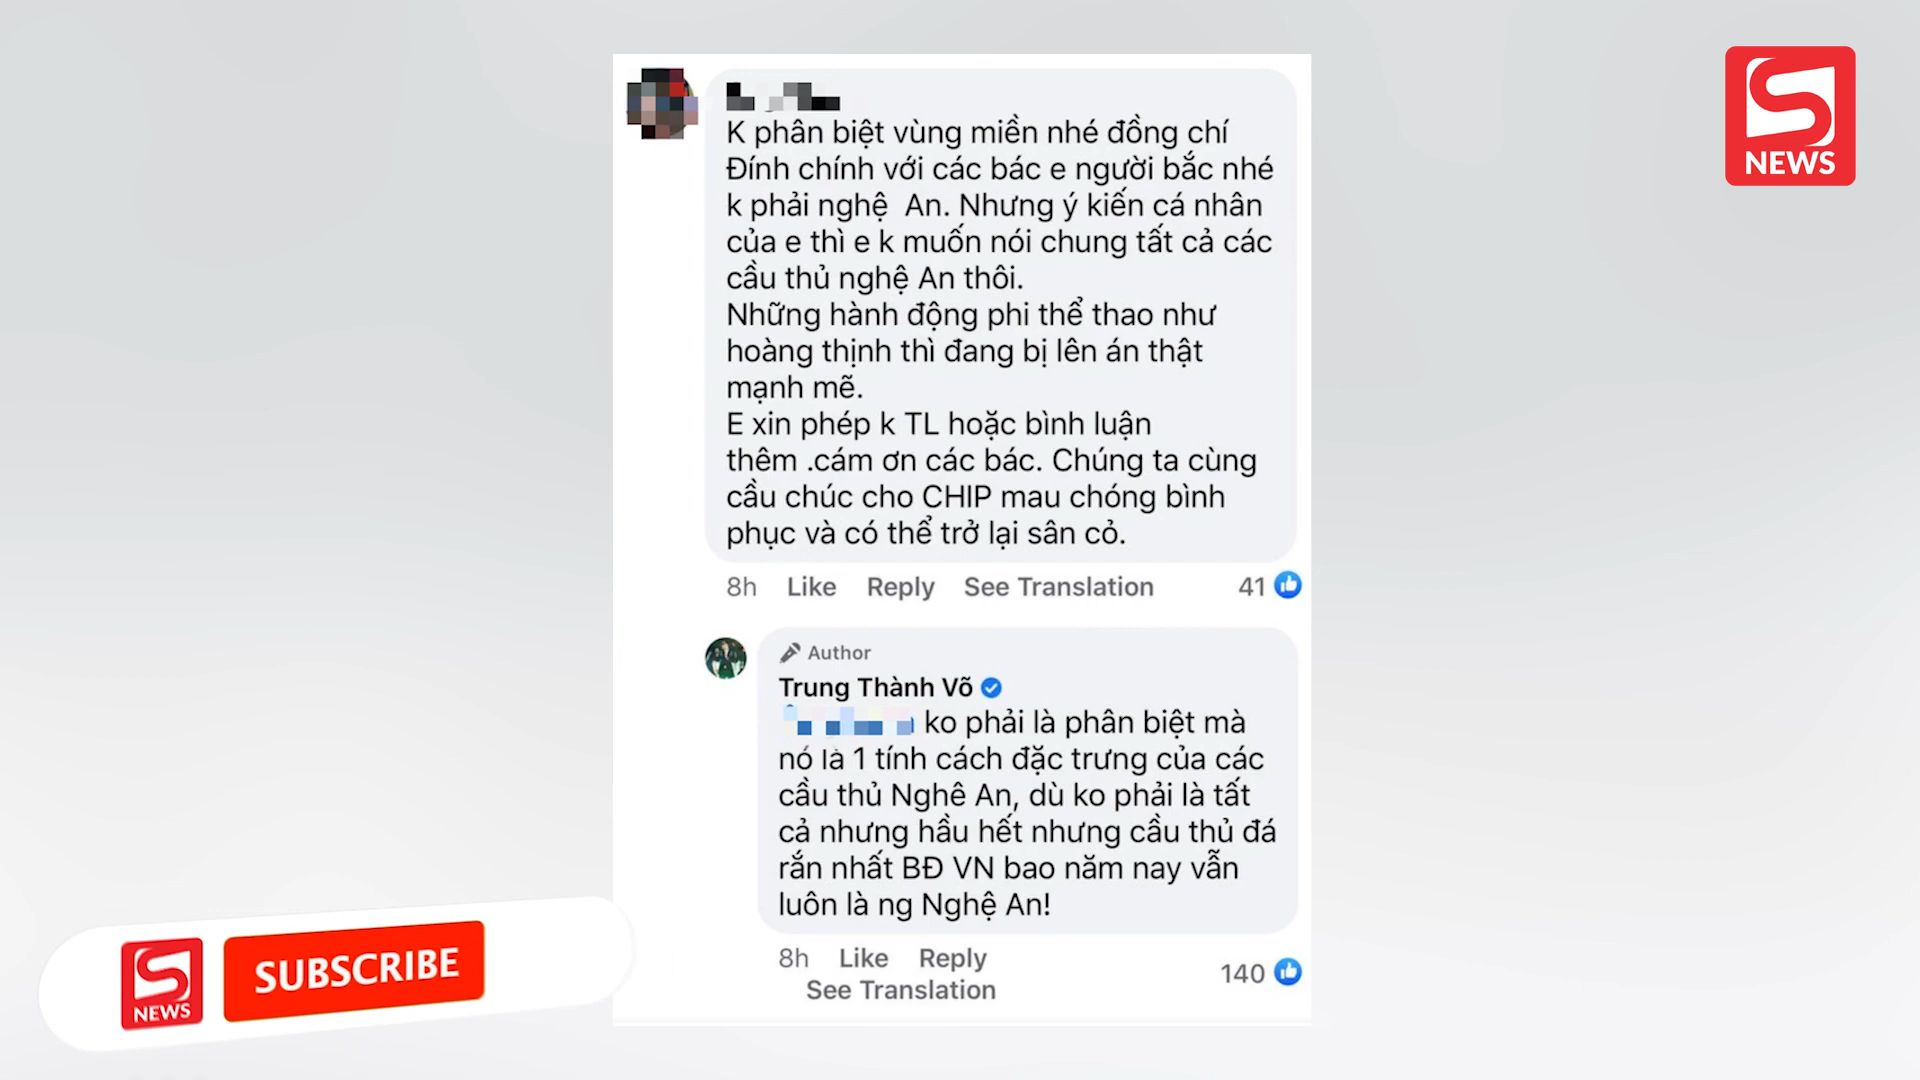 S
NEWS
K phân biệt vùng miền nhé đồng chí
Đính chính với các bác e người bắc nhé
k phải nghệ An. Nhưng ý kiến cá nhân
của e thì e k muốn nói chung tất cả các
cầu thủ nghệ An thôi.
Những hành động phi thể thao như
hoàng thịnh thì đang bị lên án thật
mạnh mẽ.
E xin phép k TL hoặc bình luận
thêm .cám ơn các bác. Chúng ta cùng
cầu chúc cho CHIP mau chóng bình
phục và có thể trở lại sân cỏ.
8h Like Reply See Translation 41
Author
Trung Thành Võ
ko phải là phân biệt mà
nó là 1 tính cách đặc trưng của các
cầu thủ Nghê An, dù ko phải là tất
cả nhưng hầu hết nhưng cầu thủ đá
rắn nhất BĐ VN bao năm nay vẫn
luôn là ng Nghệ An!
8h Like Reply 140
See Translation
S
NEWS
SUBSCRIBE